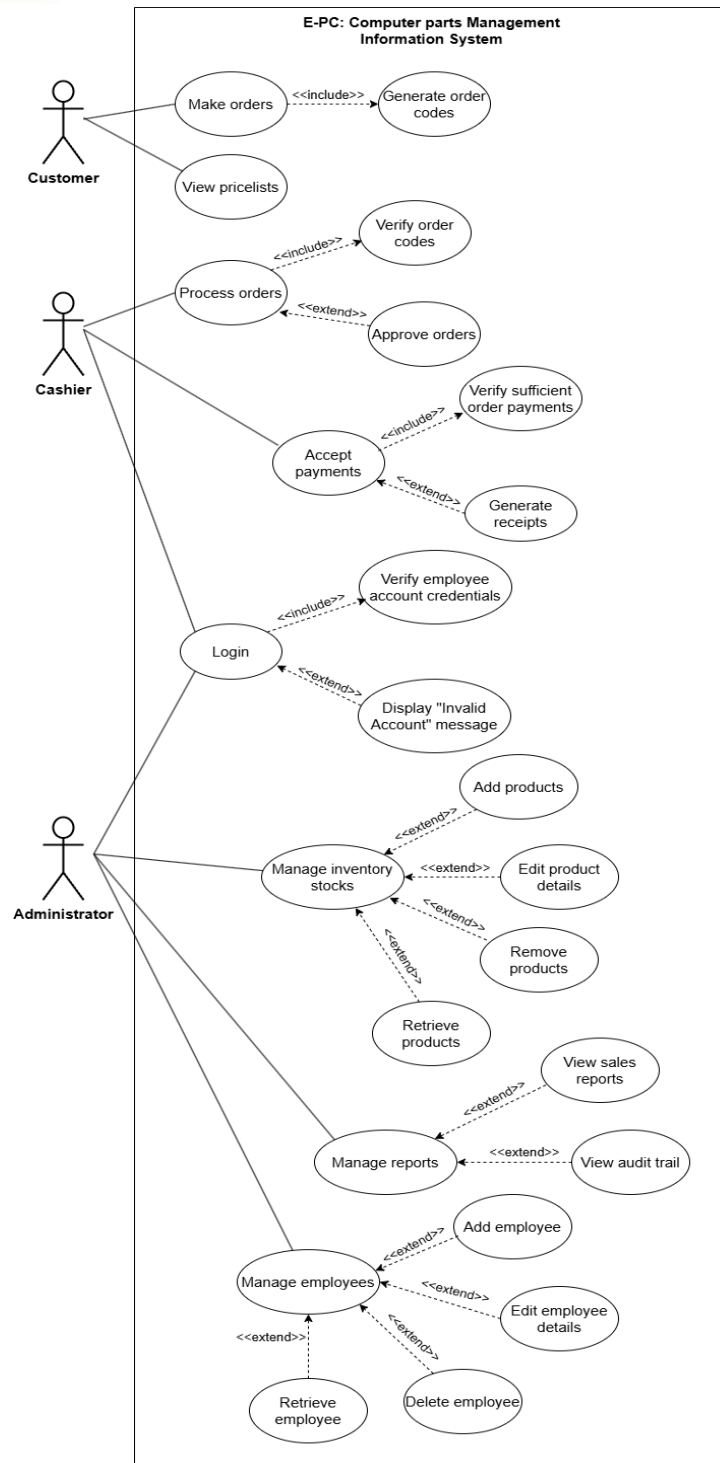 E-PC: Computer parts Management
Information System
Make orders
<<include>>
Generate order
codes
Customer
View pricelists
Verify order
codes
<<include>>
Process orders
<<extend>>
Approve orders
Cashier
Verify sufficient
order payments
<<include>>
Accept
payments
<<extend>>
Generate
receipts
Verify employee
account credentials
<<include>>
Login
<<extend>>
Display "Invalid
Account" message
Add products
<<extend>>
Manage inventory
stocks
<<extend>>
Edit product
details
Administrator
<<extend>>
Remove
products
<<extend>>
Retrieve
products
View sales
reports
<<extend>>
Manage reports
<<extend>>
View audit trail
Add employee
<<extend>>
Manage employees
<<extend>>
Edit employee
details
<<extend>>
<<extend>>
Retrieve
employee
Delete employee